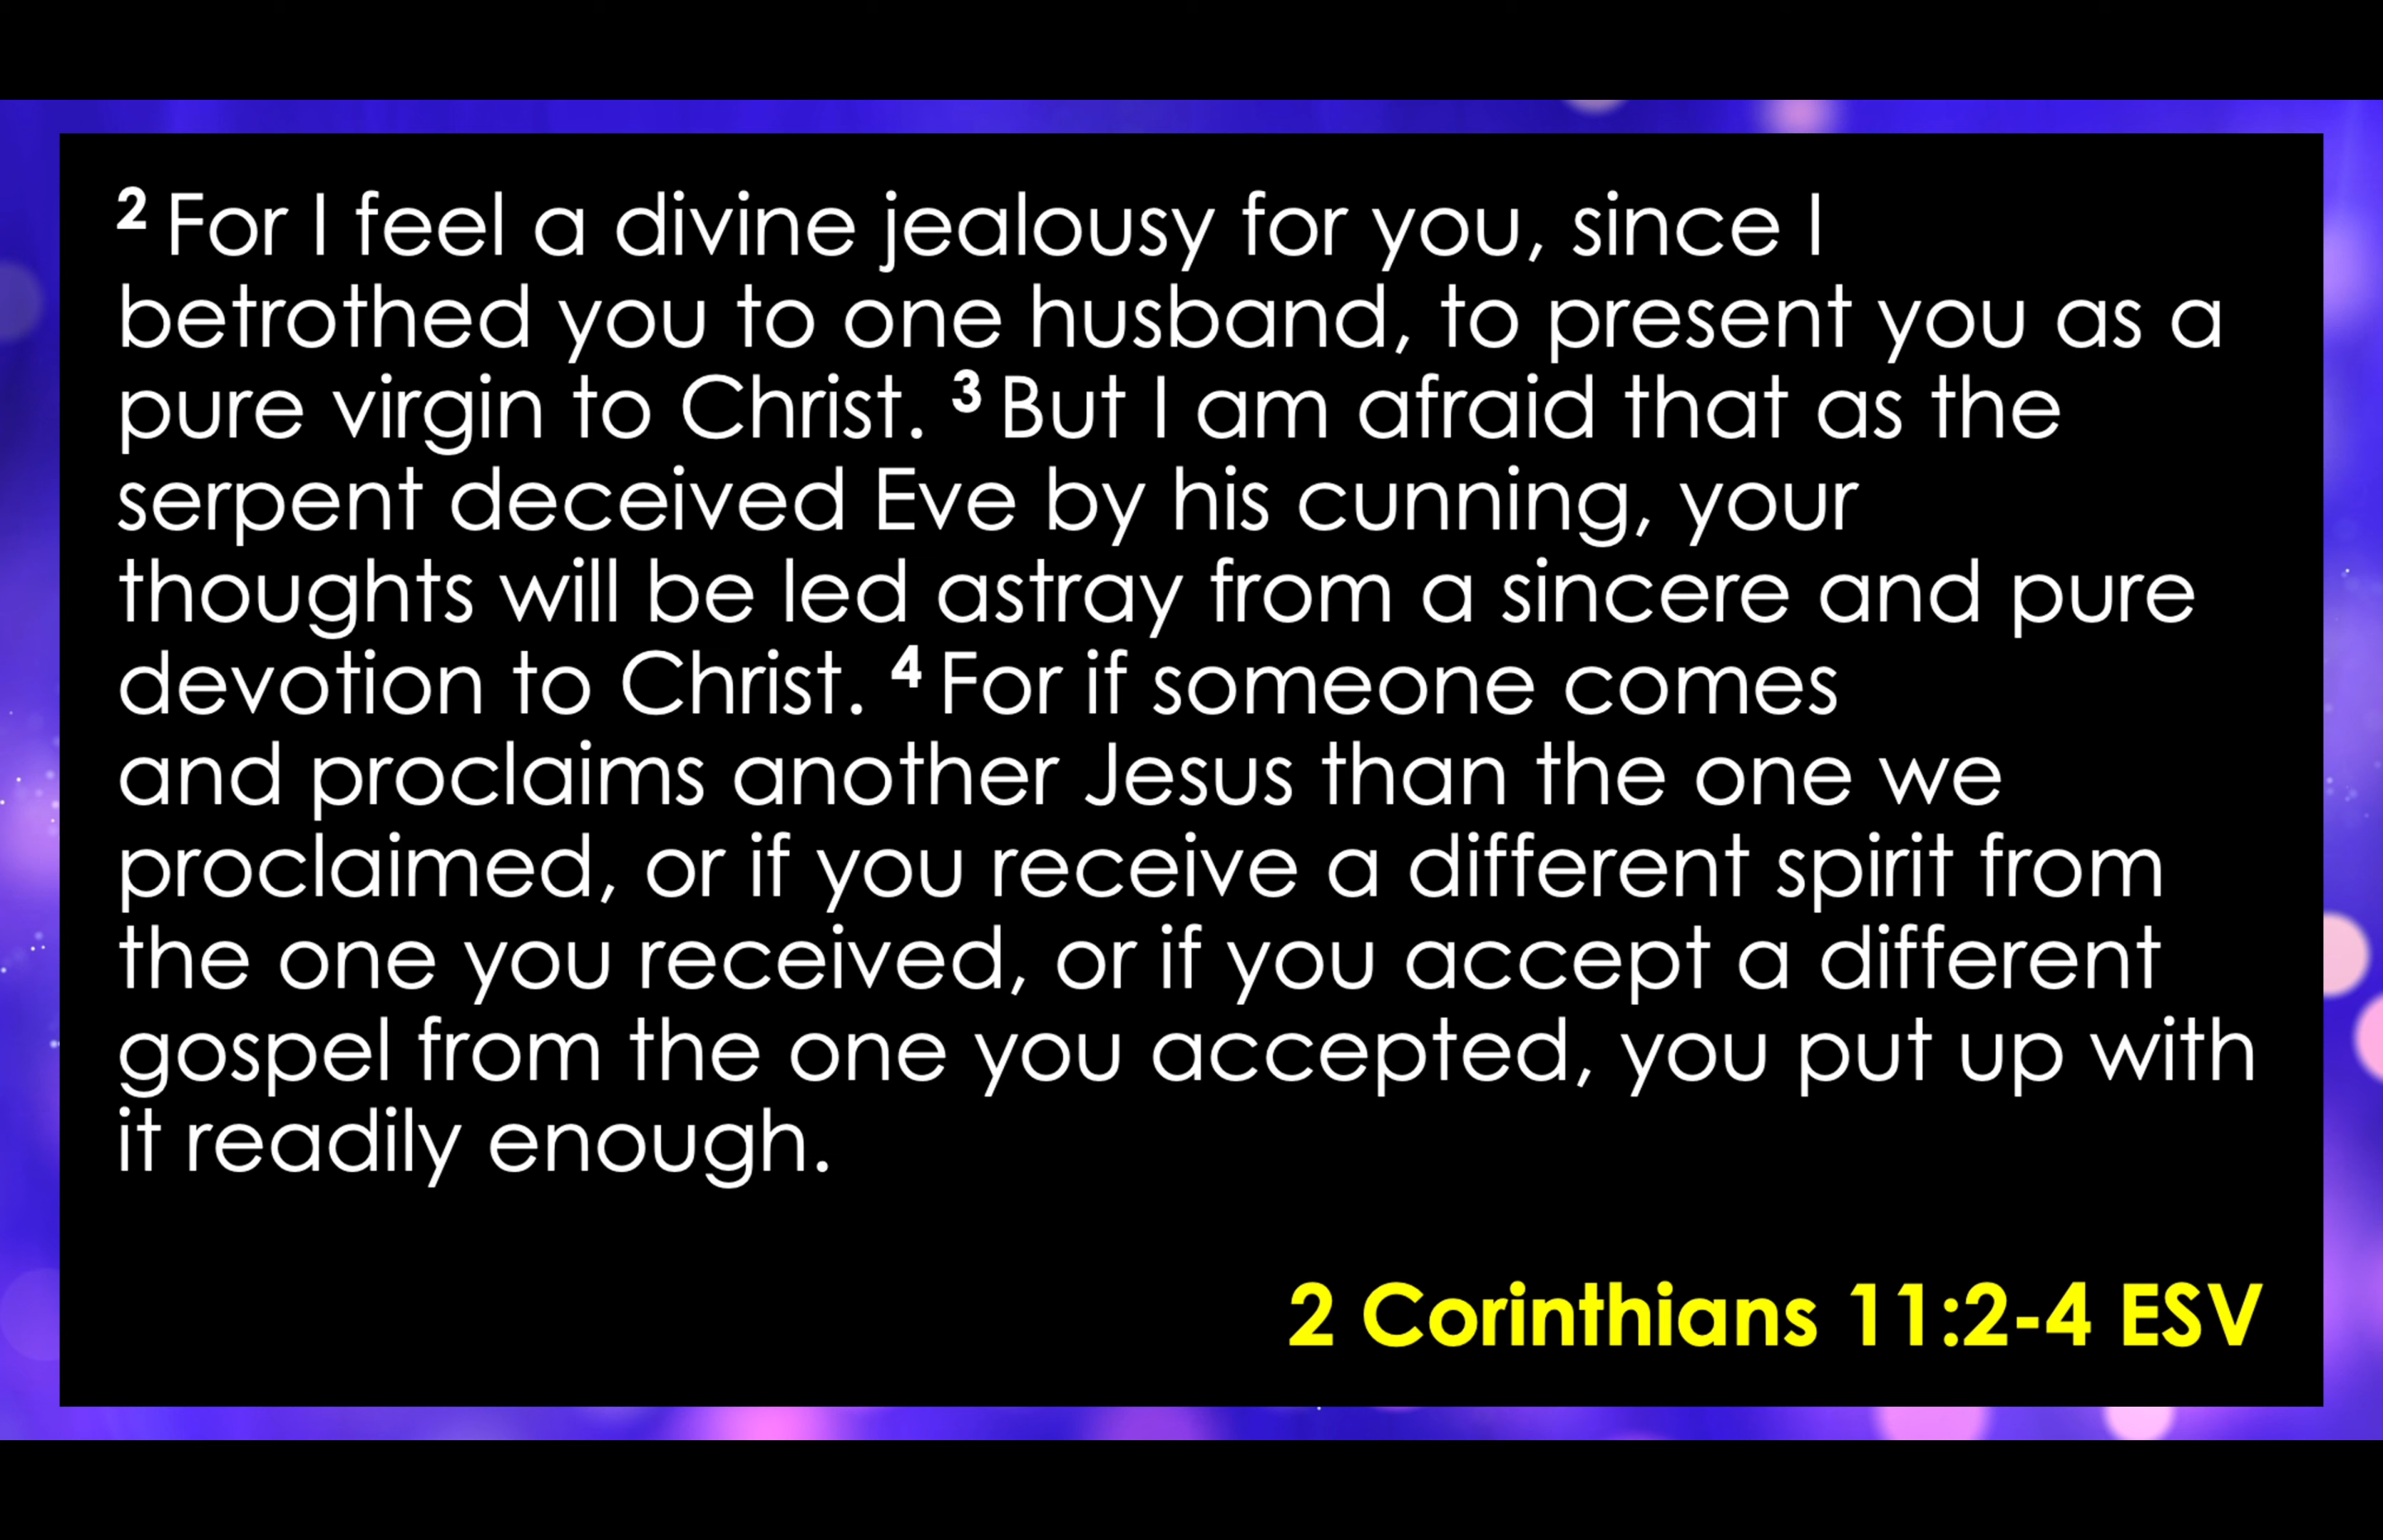 2 For I feel a divine jealousy for you, since I
betrothed you to one husband, to present you as a
pure virgin to Christ. 3 But I am afraid that as the
serpent deceived Eve by his cunning, your
thoughts will be led astray from a sincere and pure
devotion to Christ. 4 For if someone comes
and proclaims another Jesus than the one we
proclaimed, or if you receive a different spirit from
the one you received, or if you accept a different
gospel from the one you accepted, you put up with
it readily enough.
2 Corinthians 11:2-4 ESV